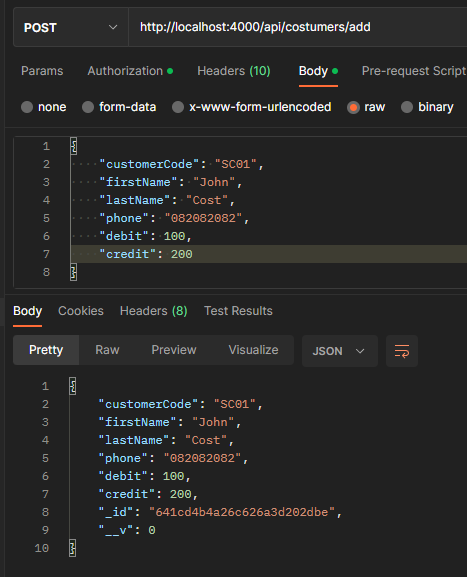 POST http://localhost:4000/api/costumers/add
Params Authorization Headers (10) Body Pre-request Script
none form-data x-www-form-urlencoded raw binary
1 {
2 "customerCode": "SC01",
3 "firstName": "John",
4 "lastName": "Cost",
5 "phone": "082082082",
6 "debit": 100,
7 "credit": 200
8 }
Body Cookies Headers (8) Test Results
Pretty Raw Preview Visualize JSON
1 {
2 "customerCode": "SC01",
3 "firstName": "John",
4 "lastName": "Cost",
5 "phone": "082082082",
6 "debit": 100,
7 "credit": 200,
8 "_id": "641cd4b4a26c626a3d202dbe",
9 "__v": 0
10 }